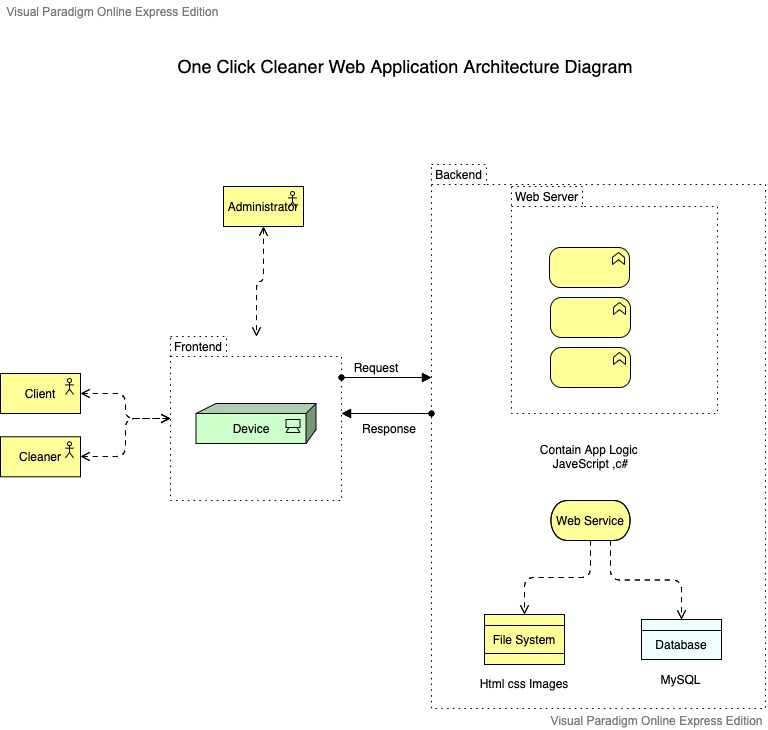 Visual Paradigm Online Express Edition
One Click Cleaner Web Application Architecture Diagram
Backend
Administrator
Web Server
Frontend
Request
Client
Device
Response
Cleaner
Contain App Logic
JaveScript ,c#
Web Service
File System
Database
Html css Images
MySQL
Visual Paradigm Online Express Edition